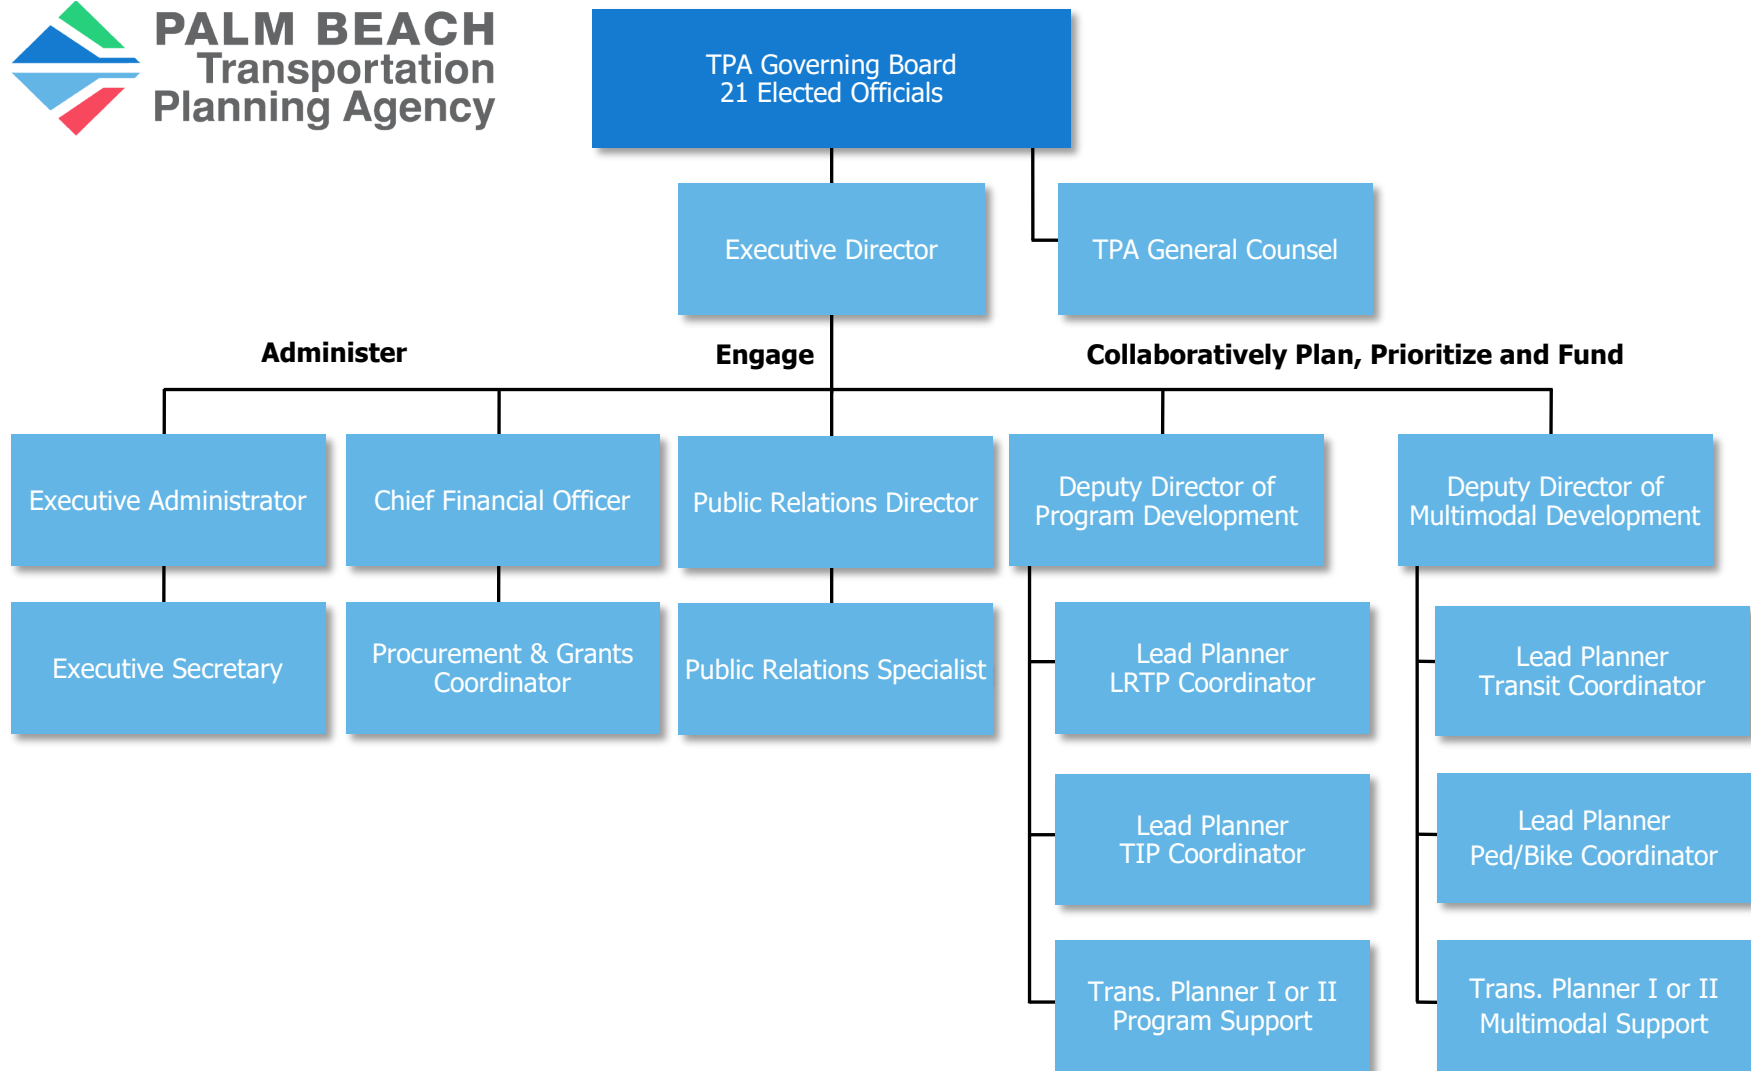 PALM BEACH
Transportation
Planning Agency
TPA Governing Board
21 Elected Officials
Executive Director
TPA General Counsel
Administer
Engage
Collaboratively Plan, Prioritize and Fund
Executive Administrator
Chief Financial Officer
Public Relations Director
Deputy Director of
Program Development
Deputy Director of
Multimodal Development
Executive Secretary
Procurement & Grants
Coordinator
Public Relations Specialist
Lead Planner
LRTP Coordinator
Lead Planner
Transit Coordinator
Lead Planner
TIP Coordinator
Lead Planner
Ped/Bike Coordinator
Trans. Planner I or II
Program Support
Trans. Planner I or II
Multimodal Support